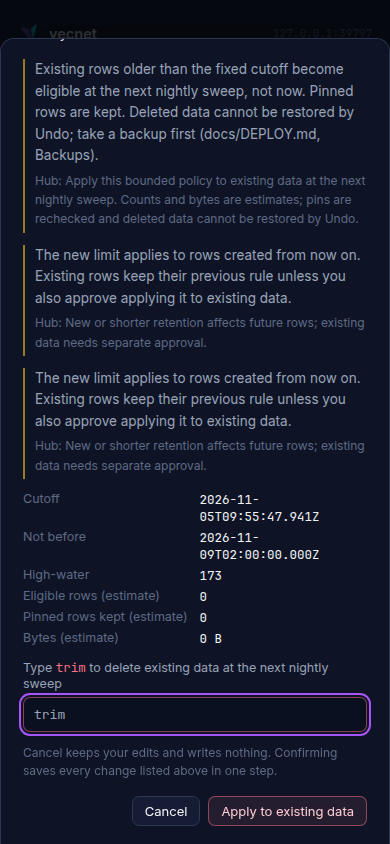 vecnet
127.0.0.1:39797
Existing rows older than the fixed cutoff become
eligible at the next nightly sweep, not now. Pinned
rows are kept. Deleted data cannot be restored by
Undo; take a backup first (docs/DEPLOY.md,
Backups).
Hub: Apply this bounded policy to existing data at the next
nightly sweep. Counts and bytes are estimates; pins are
rechecked and deleted data cannot be restored by Undo.
The new limit applies to rows created from now on.
Existing rows keep their previous rule unless you
also approve applying it to existing data.
Hub: New or shorter retention affects future rows; existing
data needs separate approval.
The new limit applies to rows created from now on.
Existing rows keep their previous rule unless you
also approve applying it to existing data.
Hub: New or shorter retention affects future rows; existing
data needs separate approval.
Cutoff 2026-11-
05T09:55:47.941Z
Not before 2026-11-
09T02:00:00.000Z
High-water 173
Eligible rows (estimate) 0
Pinned rows kept (estimate) 0
Bytes (estimate) 0 B
Type trim to delete existing data at the next nightly
sweep
trim
Cancel keeps your edits and writes nothing. Confirming
saves every change listed above in one step.
Cancel Apply to existing data